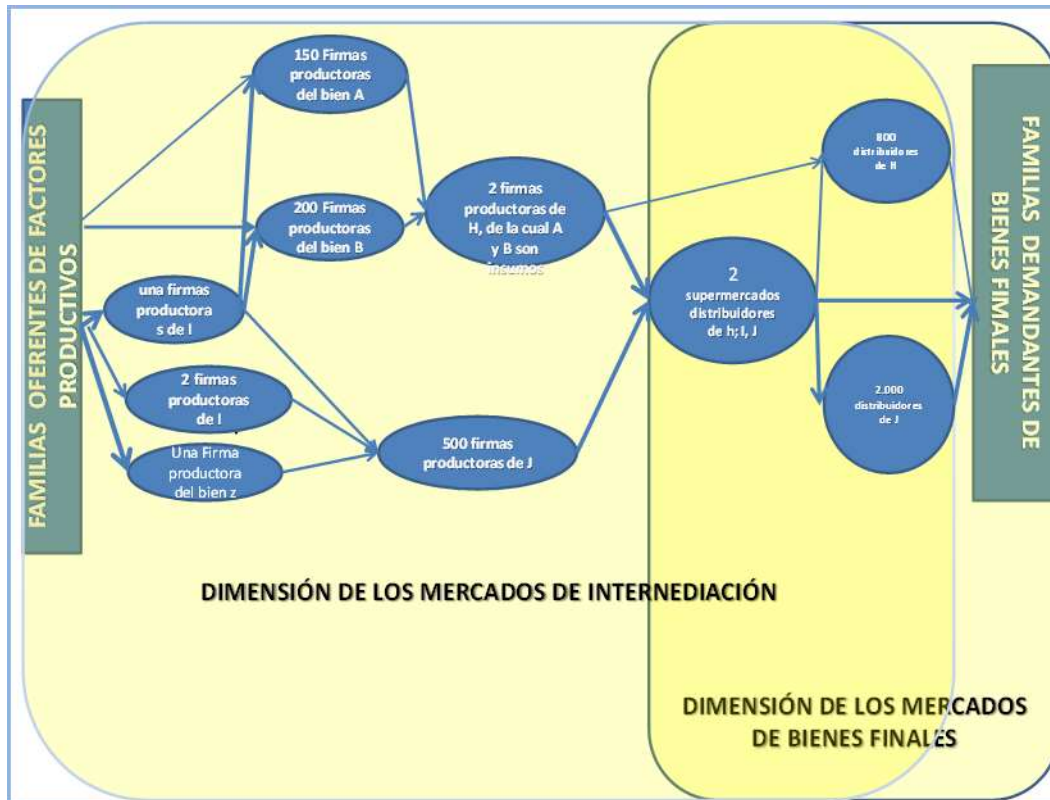 FAMILIAS OFERENTES DE FACTORES
PRODUCTIVOS
150 Firmas
productoras
del bien A
200 Firmas
productoras
del bien B
una firmas
productora
s de I
2 firmas
productoras
de I
Una Firma
productora
del bien z
2 firmas
productoras de
H, de la cual A
y B son
insumos
500 firmas
productoras de J
2
supermercados
distribuidores
de h; I, J
800
distribuidores
de H
2.000
distribuidores
de J
FAMILIAS DEMANDANTES DE
BIENES FIMALES
DIMENSIÓN DE LOS MERCADOS DE INTERNEDIACIÓN
DIMENSIÓN DE LOS MERCADOS
DE BIENES FINALES